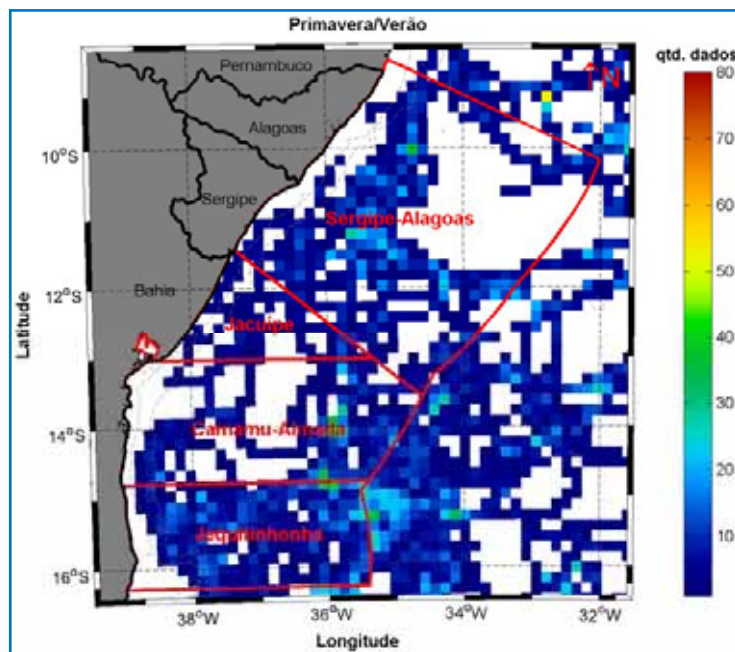 Primavera/Verão
qtd. dados
Pernambuco
Alagoas
Sergipe
Bahia
Sergipe-Alagoas
Jacuipe
Camamu-Almada
Jequitinhonha
N
80
70
60
50
40
30
20
10
10°S
12°S
14°S
16°S
Latitude
38°W
36°W
34°W
32°W
Longitude